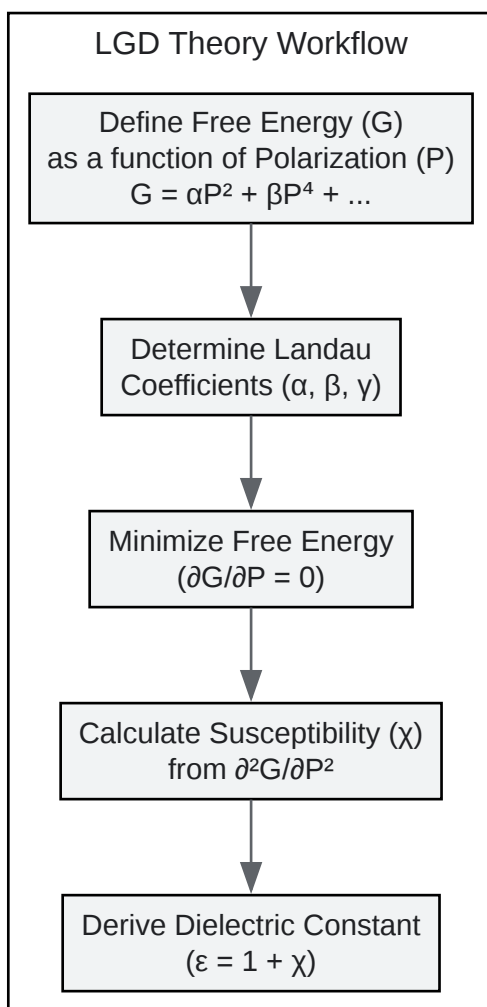 LGD Theory Workflow
Define Free Energy (G)
as a function of Polarization (P)
G = αP² + βP⁴ + ...
Determine Landau
Coefficients (α, β, γ)
Minimize Free Energy
(∂G/∂P = 0)
Calculate Susceptibility (χ)
from ∂²G/∂P²
Derive Dielectric Constant
(ε = 1 + χ)